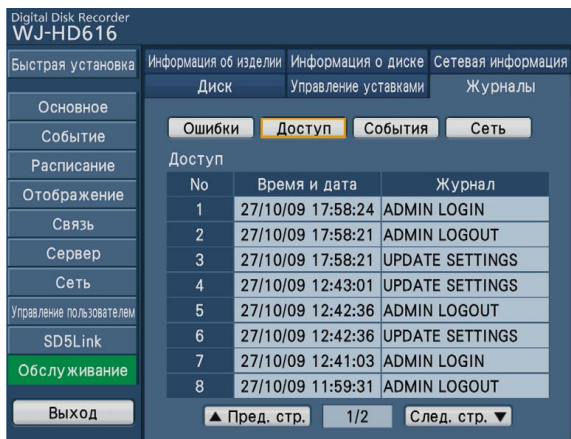 Digital Disk Recorder
WJ-HD616
Быстрая установка
Основное
Событие
Расписание
Отображение
Связь
Сервер
Сеть
Управление пользователем
SD5Link
Обслуживание
Выход
Информация об изделии Информация о диске Сетевая информация
Диск Управление уставками Журналы
Ошибки Доступ События Сеть
Доступ
No Время и дата Журнал
1 27/10/09 17:58:24 ADMIN LOGIN
2 27/10/09 17:58:21 ADMIN LOGOUT
3 27/10/09 17:58:21 UPDATE SETTINGS
4 27/10/09 12:43:01 UPDATE SETTINGS
5 27/10/09 12:42:36 ADMIN LOGOUT
6 27/10/09 12:42:36 UPDATE SETTINGS
7 27/10/09 12:41:03 ADMIN LOGIN
8 27/10/09 11:59:31 ADMIN LOGOUT
▲ Пред. стр. 1/2 След. стр. ▼